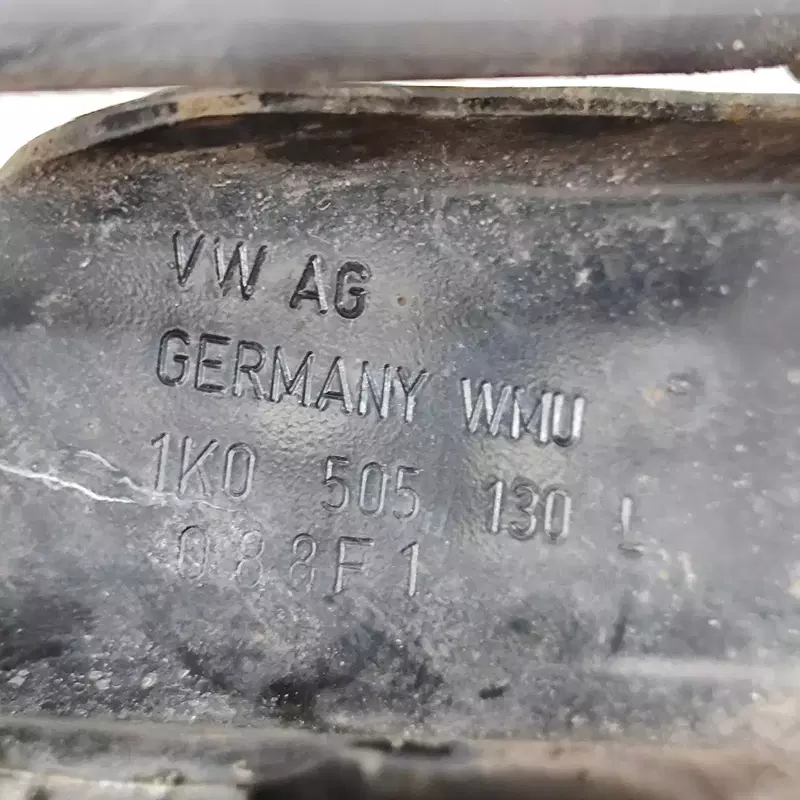 VW AG
GERMANY WMU
1K0 505 130 L
088F1